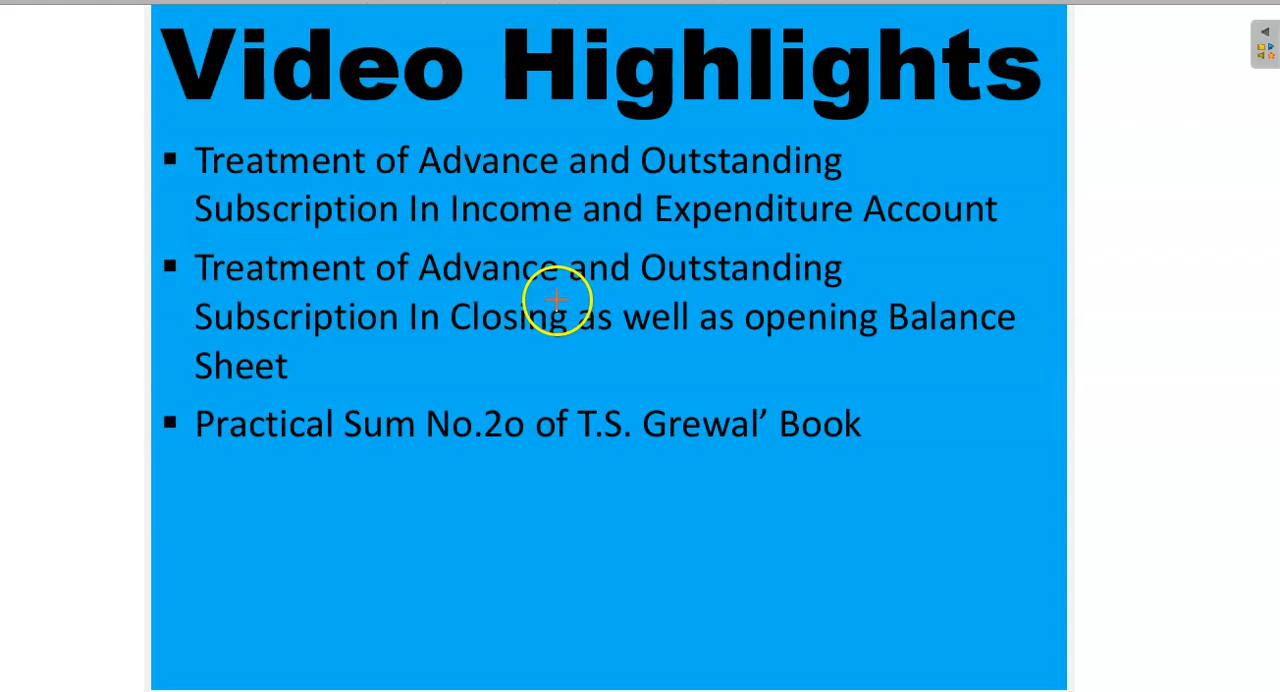 Video Highlights
▪ Treatment of Advance and Outstanding
Subscription In Income and Expenditure Account
▪ Treatment of Advance and Outstanding
Subscription In Closing as well as opening Balance
Sheet
▪ Practical Sum No.2o of T.S. Grewal’ Book